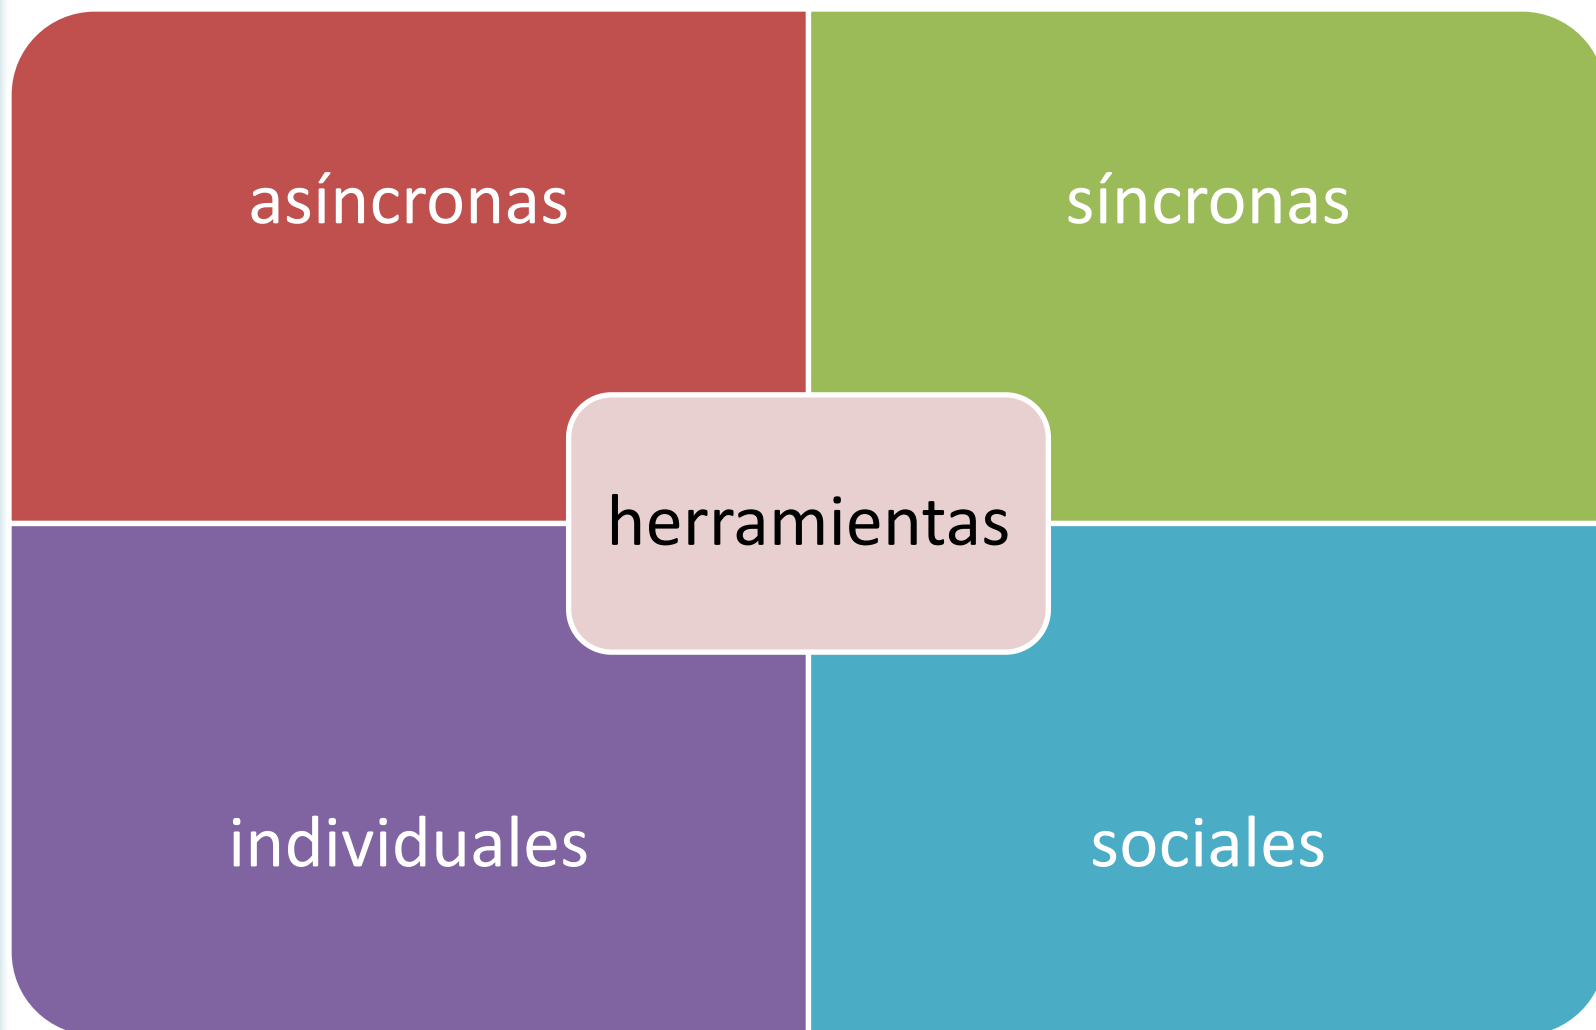 asíncronas
síncronas
herramientas
individuales
sociales